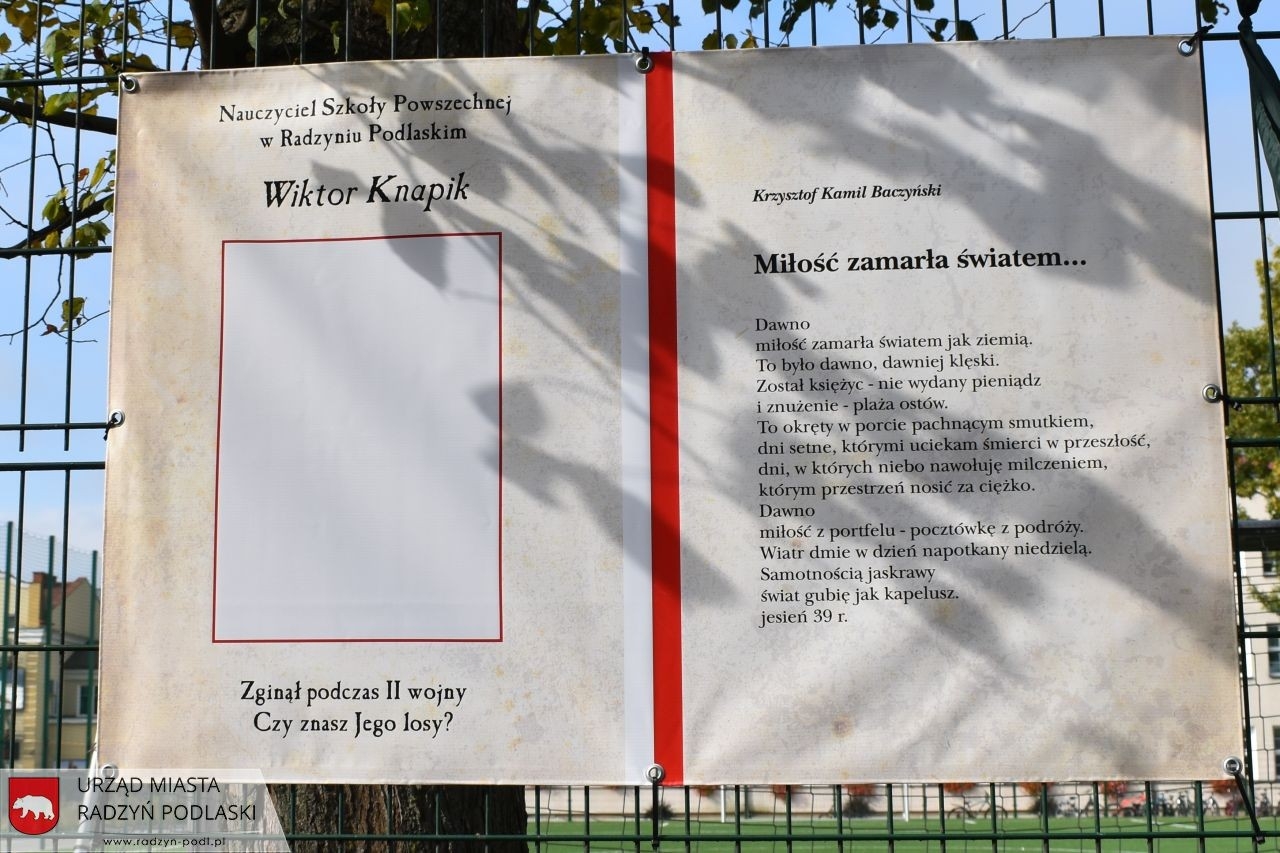 Nauczyciel Szkoły Powszechnej
w Radzyniu Podlaskim
Wiktor Knapik
Zginął podczas II wojny
Czy znasz Jego losy?
Krzysztof Kamil Baczyński
Miłość zamarła światem...
Dawno
miłość zamarła światem jak ziemią.
To było dawno, dawniej klęski.
Został księżyc - nie wydany pieniądz
i znużenie - plaża ostów.
To okręty w porcie pachnącym smutkiem,
dni setne, którymi uciekam śmierci w przeszłość,
dni, w których niebo nawołuję milczeniem,
którym przestrzeń nosić za ciężko.
Dawno
miłość z portfelu - pocztówkę z podróży.
Wiatr dmie w dzień napotkany niedzielą.
Samotnością jaskrawy
świat gubię jak kapelusz.
jesień 39 r.
URZĄD MIASTA
RADZYŃ PODLASKI
www.radzyn-podl.pl